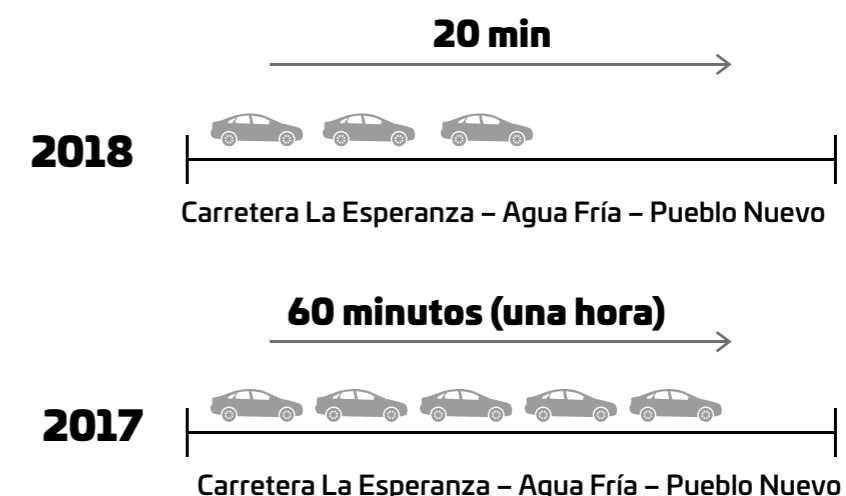 20 min
2018
Carretera La Esperanza – Agua Fría – Pueblo Nuevo
60 minutos (una hora)
2017
Carretera La Esperanza – Agua Fría – Pueblo Nuevo